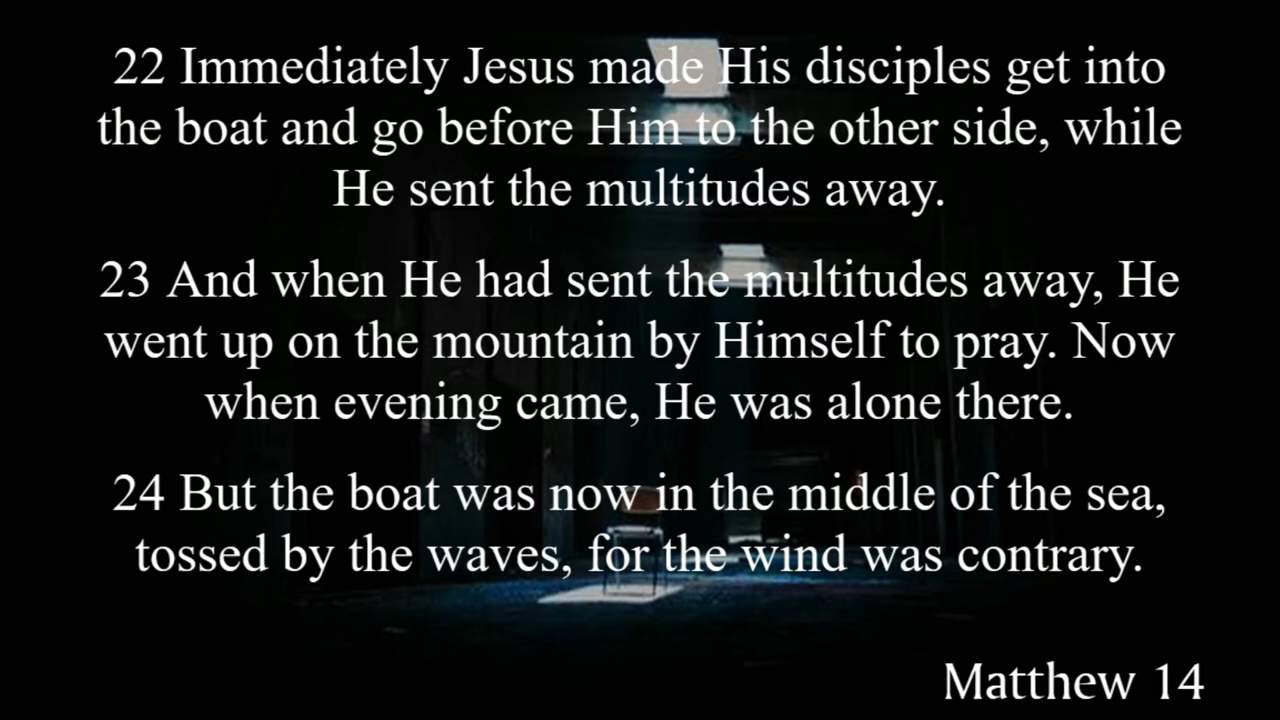 22 Immediately Jesus made His disciples get into
the boat and go before Him to the other side, while
He sent the multitudes away.
23 And when He had sent the multitudes away, He
went up on the mountain by Himself to pray. Now
when evening came, He was alone there.
24 But the boat was now in the middle of the sea,
tossed by the waves, for the wind was contrary.
Matthew 14